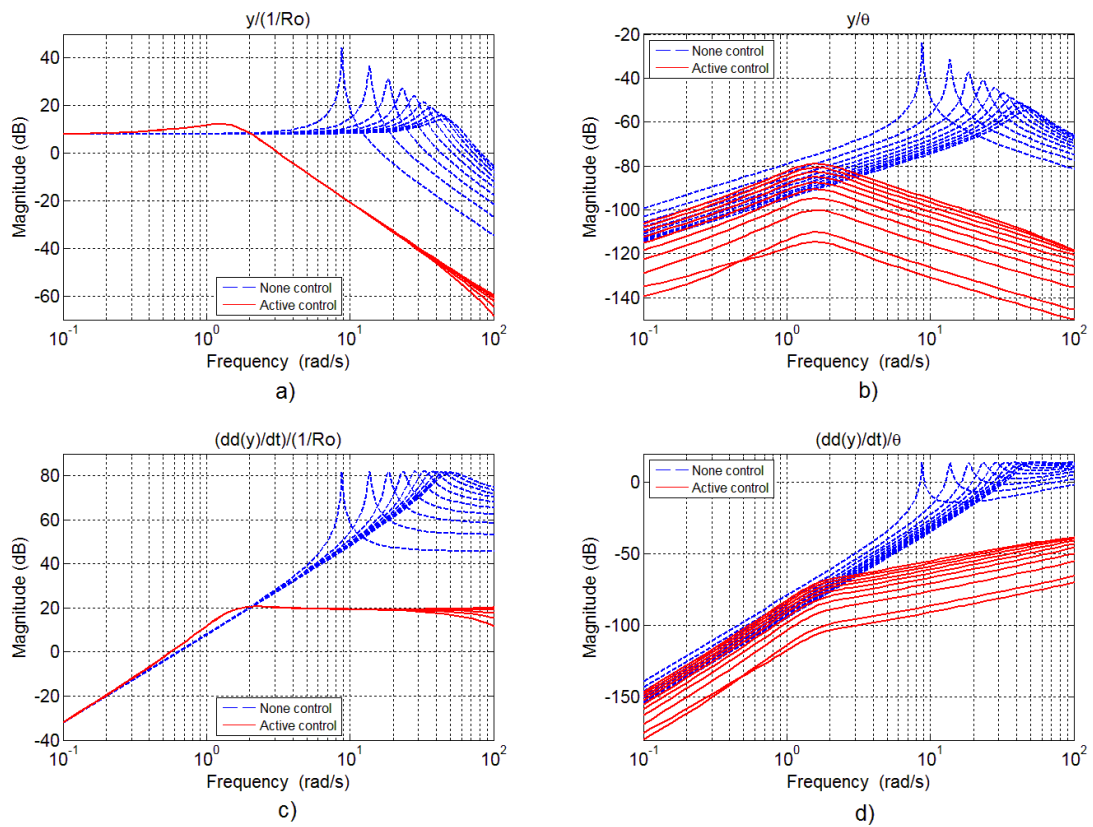 y/(1/Ro)
40
20
0
-20
-40
-60
Magnitude (dB)
None control
Active control
10^-1
10^0
10^1
10^2
Frequency (rad/s)
a)
y/θ
-20
-40
-60
-80
-100
-120
-140
Magnitude (dB)
None control
Active control
10^-1
10^0
10^1
10^2
Frequency (rad/s)
b)
(dd(y)/dt)/(1/Ro)
80
60
40
20
0
-20
-40
Magnitude (dB)
None control
Active control
10^-1
10^0
10^1
10^2
Frequency (rad/s)
c)
(dd(y)/dt)/θ
0
-50
-100
-150
Magnitude (dB)
None control
Active control
10^-1
10^0
10^1
10^2
Frequency (rad/s)
d)